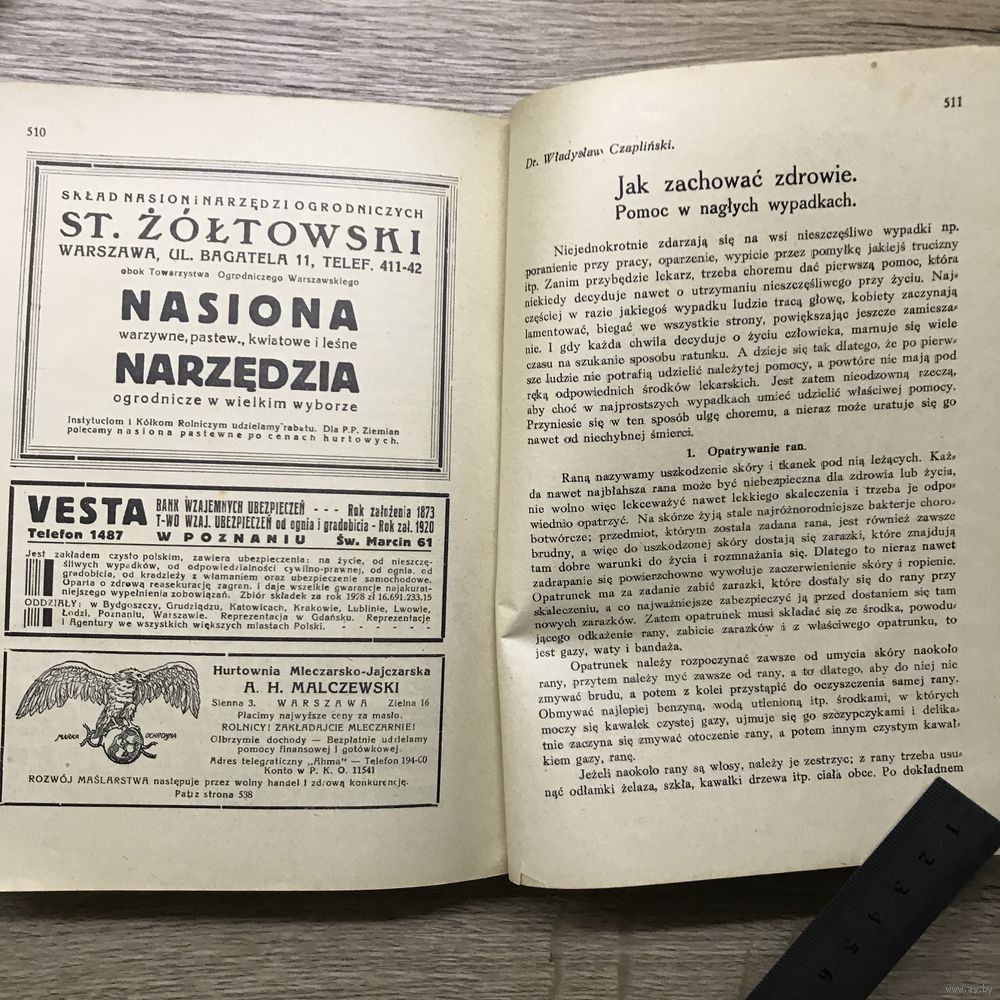 510
SKŁAD NASION i NARZĘDZI OGRODNICZYCH
ST. ŻÓŁTOWSKI
WARSZAWA, UL. BAGATELA 11, TELEF. 411-42
obok Towarzystwa Ogrodniczego Warszawskiego
NASIONA
warzywne, pastew., kwiatowe i leśne
NARZĘDZIA
ogrodnicze w wielkim wyborze
Instytucjom i Kółkom Rolniczym udzielamy rabatu. Dla P.P. Ziemian
polecamy nasiona pastewne po cenach hurtowych.
VESTA BANK WZAJEMNYCH UBEZPIECZEŃ - - - Rok założenia 1873
T-WO WZAJ. UBEZPIECZEŃ od ognia i gradobicia - Rok zał. 1920
Telefon 1487 W POZNANIU Św. Marcin 61
Jest zakładem czysto polskim, zawiera ubezpieczenia: na życie, od nieszczę-
śliwych wypadków, od odpowiedzialności cywilno-prawnej, od ognia, od
gradobicia, od kradzieży z włamaniem oraz ubezpieczenie samochodowe.
Oparta o zdrową reasekurację zagran. i daje wszelkie gwarancje najakurat-
niejszego wypełnienia zobowiązań. Zbiór składek za rok 1928 zł 16.691.233.15
ODDZIAŁY: w Bydgoszczy, Grudziądzu, Katowicach, Krakowie, Lublinie, Lwowie,
Łodzi, Poznaniu, Warszawie. Reprezentacja w Gdańsku. Reprezentacje
i Agentury we wszystkich większych miastach Polski. - - - - - -
MARKA OCHRONNA
Hurtownia Mleczarsko-Jajczarska
A. H. MALCZEWSKI
Sienna 3. WARSZAWA Zielna 16
Płacimy najwyższe ceny za masło.
ROLNICY! ZAKŁADAJCIE MLECZARNIE!
Olbrzymie dochody — Bezpłatnie udzielamy
pomocy finansowej i gotówkowej.
Adres telegraficzny „Ahma" — Telefon 194-60
Konto w P. K. O. 11541
ROZWÓJ MAŚLARSTWA następuje przez wolny handel i zdrową konkurencję.
Patrz strona 538
511
Dr. Władysław Czapliński.
Jak zachować zdrowie.
Pomoc w nagłych wypadkach.
Niejednokrotnie zdarzają się na wsi nieszczęśliwe wypadki np.
poranienie przy pracy, oparzenie, wypicie przez pomyłkę jakiejś trucizny
itp. Zanim przybędzie lekarz, trzeba choremu dać pierwszą pomoc, która
niekiedy decyduje nawet o utrzymaniu nieszczęśliwego przy życiu. Naj-
częściej w razie jakiegoś wypadku ludzie tracą głowę, kobiety zaczynają
lamentować, biegać we wszystkie strony, powiększając jeszcze zamiesza-
nie. I gdy każda chwila decyduje o życiu człowieka, marnuje się wiele
czasu na szukanie sposobu ratunku. A dzieje się tak dlatego, że po pierw-
sze ludzie nie potrafią udzielić należytej pomocy, a powtóre nie mają pod
ręką odpowiednich środków lekarskich. Jest zatem nieodzowną rzeczą,
aby choć w najprostszych wypadkach umieć udzielić właściwej pomocy.
Przyniesie się w ten sposób ulgę choremu, a nieraz może uratuje się go
nawet od niechybnej śmierci.
1. Opatrywanie ran.
Raną nazywamy uszkodzenie skóry i tkanek pod nią leżących. Każ-
da nawet najbłahsza rana może być niebezpieczna dla zdrowia lub życia,
nie wolno więc lekceważyć nawet lekkiego skaleczenia i trzeba je odpo-
wiednio opatrzyć. Na skórze żyją stale najróżnorodniejsze bakterje choro-
botwórcze; przedmiot, którym została zadana rana, jest również zawsze
brudny, a więc do uszkodzonej skóry dostają się zarazki, które znajdują
tam dobre warunki do życia i rozmnażania się. Dlatego to nieraz nawet
zadrapanie się powierzchowne wywołuje zaczerwienienie skóry i ropienie.
Opatrunek ma za zadanie zabić zarazki, które dostały się do rany przy
skaleczeniu, a co najważniejsze zabezpieczyć ją przed dostaniem się tam
nowych zarazków. Zatem opatrunek musi składać się ze środka, powodu-
jącego odkażenie rany, zabicie zarazków i z właściwego opatrunku, to
jest gazy, waty i bandaża.
Opatrunek należy rozpocząć zawsze od umycia skóry naokoło
rany, przytem należy myć zawsze od rany, a to dlatego, aby do niej nie
zmywać brudu, a potem z kolei przystąpić do oczyszczenia samej rany.
Obmywać najlepiej benzyną, wodą utlenioną itp. środkami, w których
moczy się kawałek czystej gazy, ujmuje się go szczypczykami i delika-
tnie zaczyna się zmywać otoczenie rany, a potem innym czystym kawał-
kiem gazy, ranę.
Jeżeli naokoło rany są włosy, należy je zestrzyc; z rany trzeba usu-
nąć odłamki żelaza, szkła, kawałki drzewa itp. ciała obce. Po dokładnem
1 2 3 4 5 6
www.ay.by